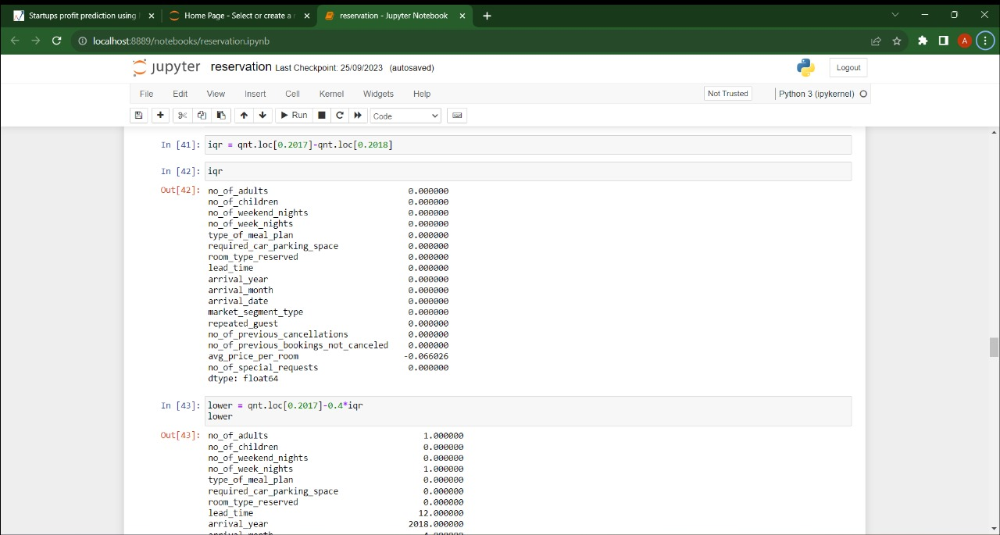 Startups profit prediction using
Home Page - Select or create a
reservation - Jupyter Notebook
localhost:8889/notebooks/reservation.ipynb
A
jupyter reservation Last Checkpoint: 25/09/2023 (autosaved)
Logout
File Edit View Insert Cell Kernel Widgets Help
Not Trusted
Python 3 (ipykernel)
Run
Code
In [41]: iqr = qnt.loc[0.2017]-qnt.loc[0.2018]
In [42]: iqr
Out[42]: no_of_adults 0.000000
no_of_children 0.000000
no_of_weekend_nights 0.000000
no_of_week_nights 0.000000
type_of_meal_plan 0.000000
required_car_parking_space 0.000000
room_type_reserved 0.000000
lead_time 0.000000
arrival_year 0.000000
arrival_month 0.000000
arrival_date 0.000000
market_segment_type 0.000000
repeated_guest 0.000000
no_of_previous_cancellations 0.000000
no_of_previous_bookings_not_canceled 0.000000
avg_price_per_room -0.066026
no_of_special_requests 0.000000
dtype: float64
In [43]: lower = qnt.loc[0.2017]-0.4*iqr
lower
Out[43]: no_of_adults 1.000000
no_of_children 0.000000
no_of_weekend_nights 0.000000
no_of_week_nights 1.000000
type_of_meal_plan 0.000000
required_car_parking_space 0.000000
room_type_reserved 0.000000
lead_time 12.000000
arrival_year 2018.000000